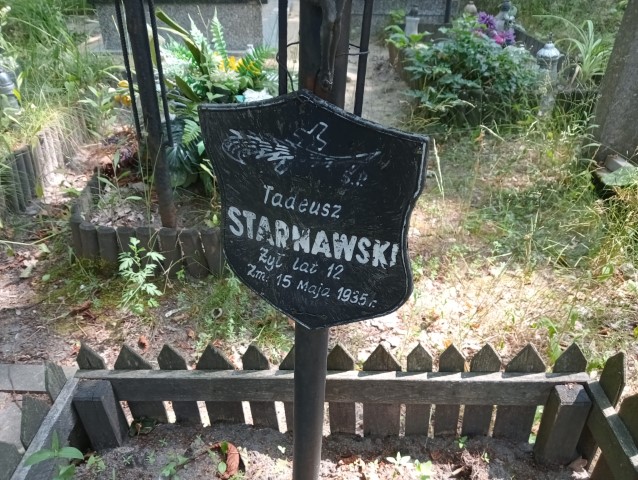 Ś.P.
Tadeusz
STARNAWSKI
Żył lat 12
Zm. 15 Maja 1935 r.